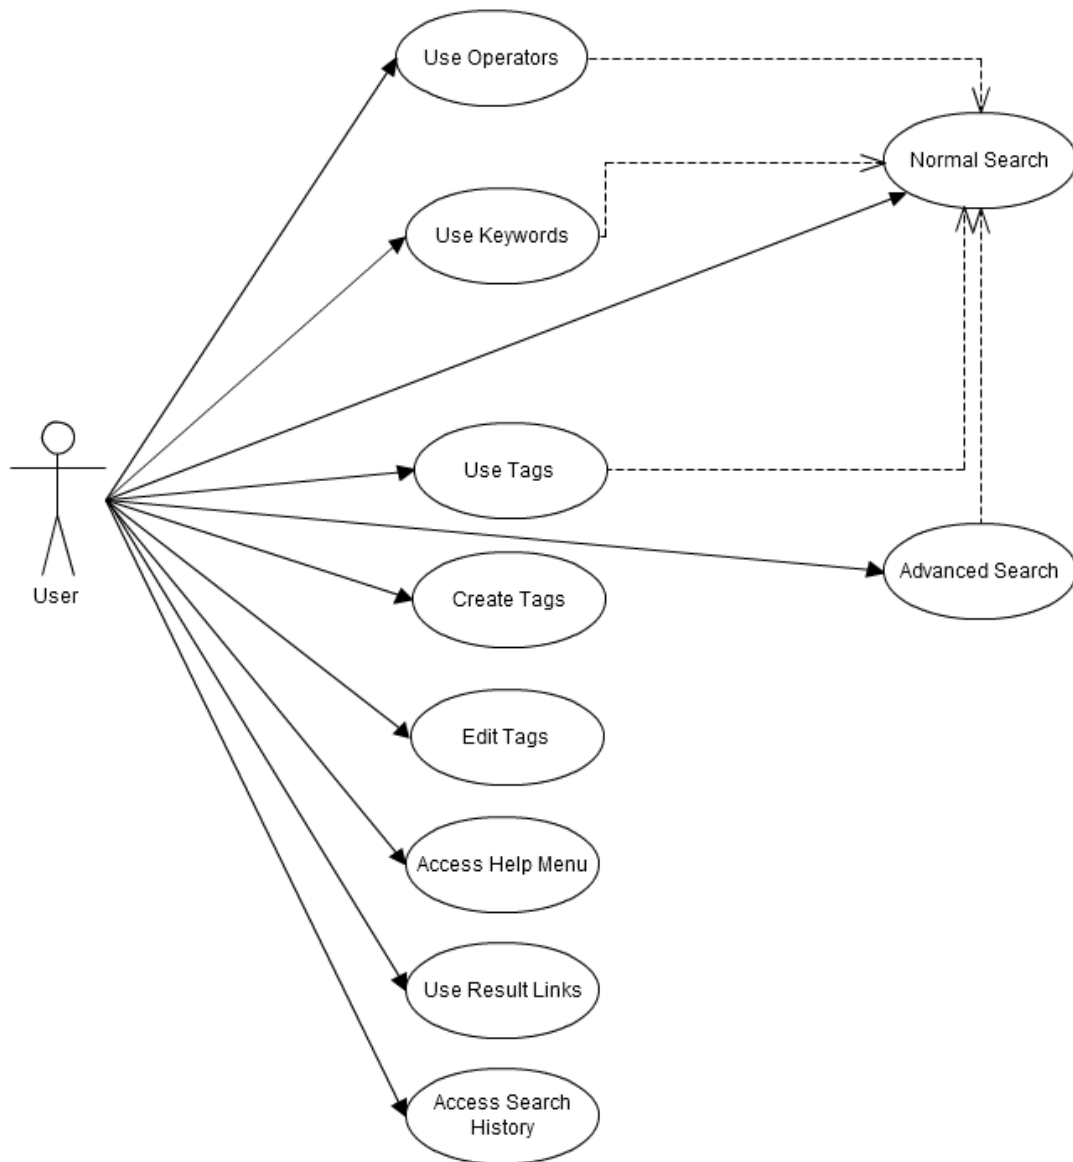 Use Operators
Normal Search
Use Keywords
Use Tags
Advanced Search
User
Create Tags
Edit Tags
Access Help Menu
Use Result Links
Access Search
History